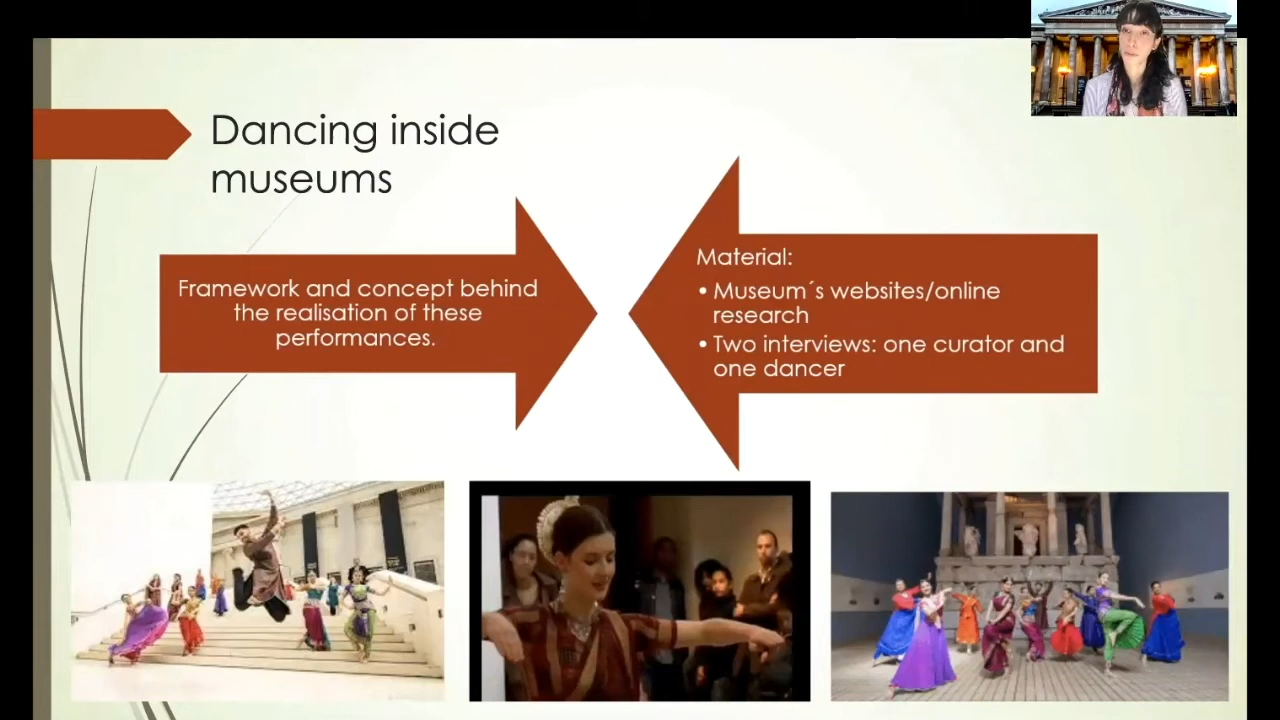 Dancing inside
museums
Framework and concept behind
the realisation of these
performances.
Material:
• Museum´s websites/online
research
• Two interviews: one curator and
one dancer